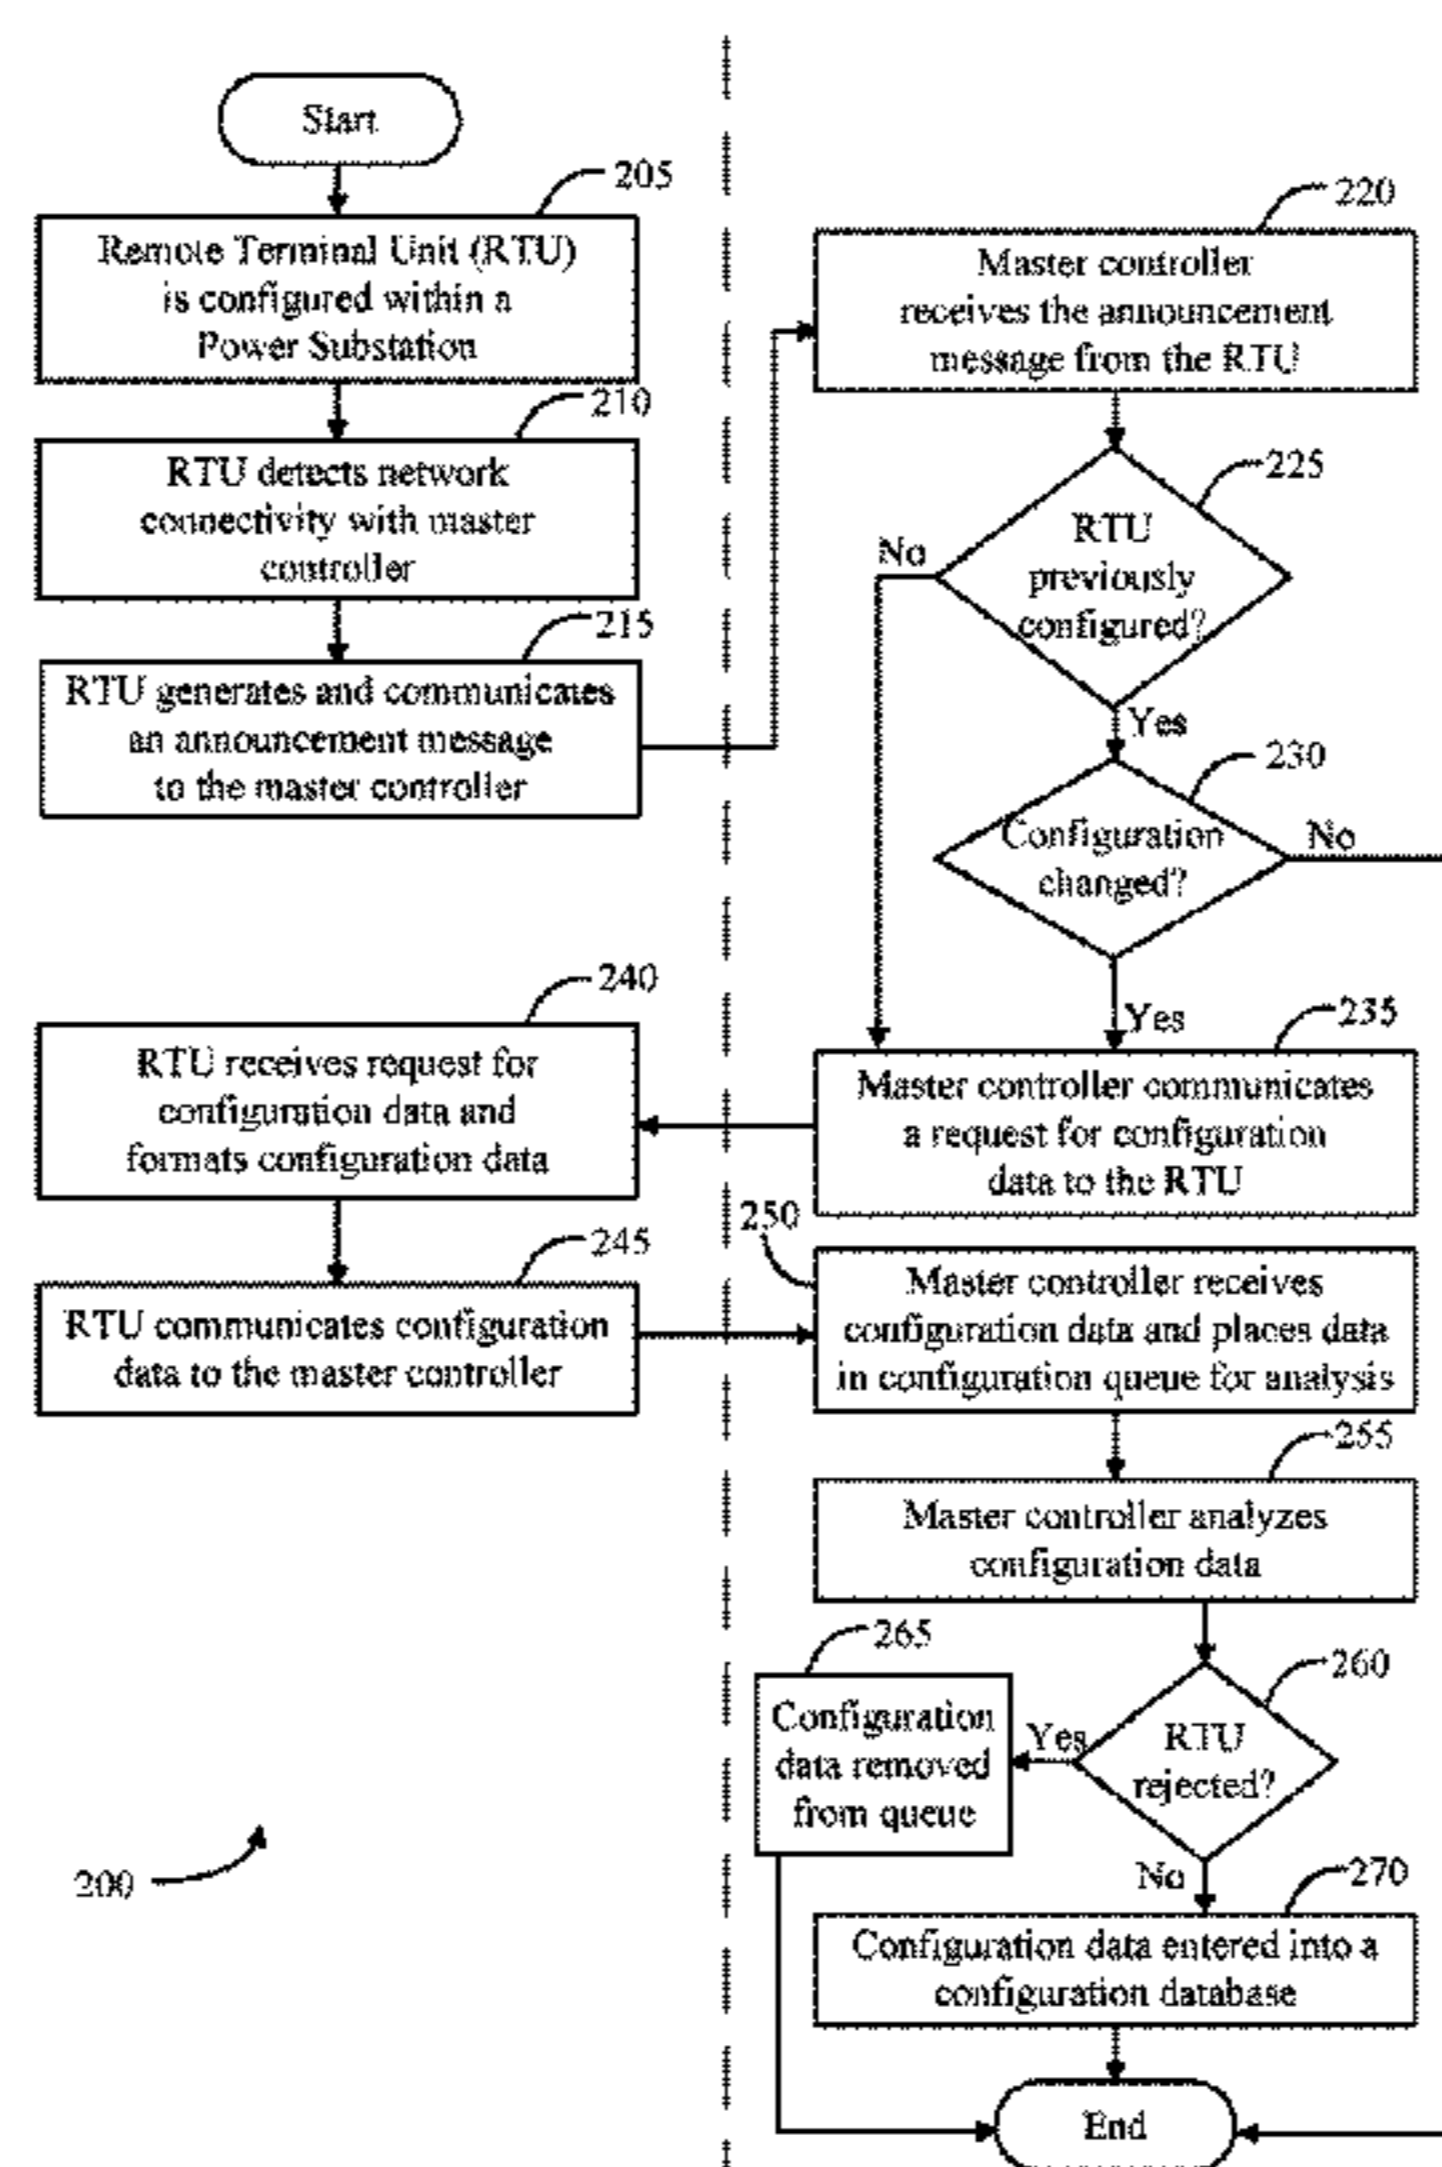 Start
205
Remote Terminal Unit (RTU)
is configured within a
Power Substation
210
RTU detects network
connectivity with master
controller
215
RTU generates and communicates
an announcement message
to the master controller
220
Master controller
receives the announcement
message from the RTU
225
RTU
previously
configured?
No
Yes
230
Configuration
changed?
No
Yes
235
Master controller communicates
a request for configuration
data to the RTU
240
RTU receives request for
configuration data and
formats configuration data
245
RTU communicates configuration
data to the master controller
250
Master controller receives
configuration data and places data
in configuration queue for analysis
255
Master controller analyzes
configuration data
260
RTU
rejected?
Yes
265
Configuration
data removed
from queue
No
270
Configuration data entered into a
configuration database
End
200